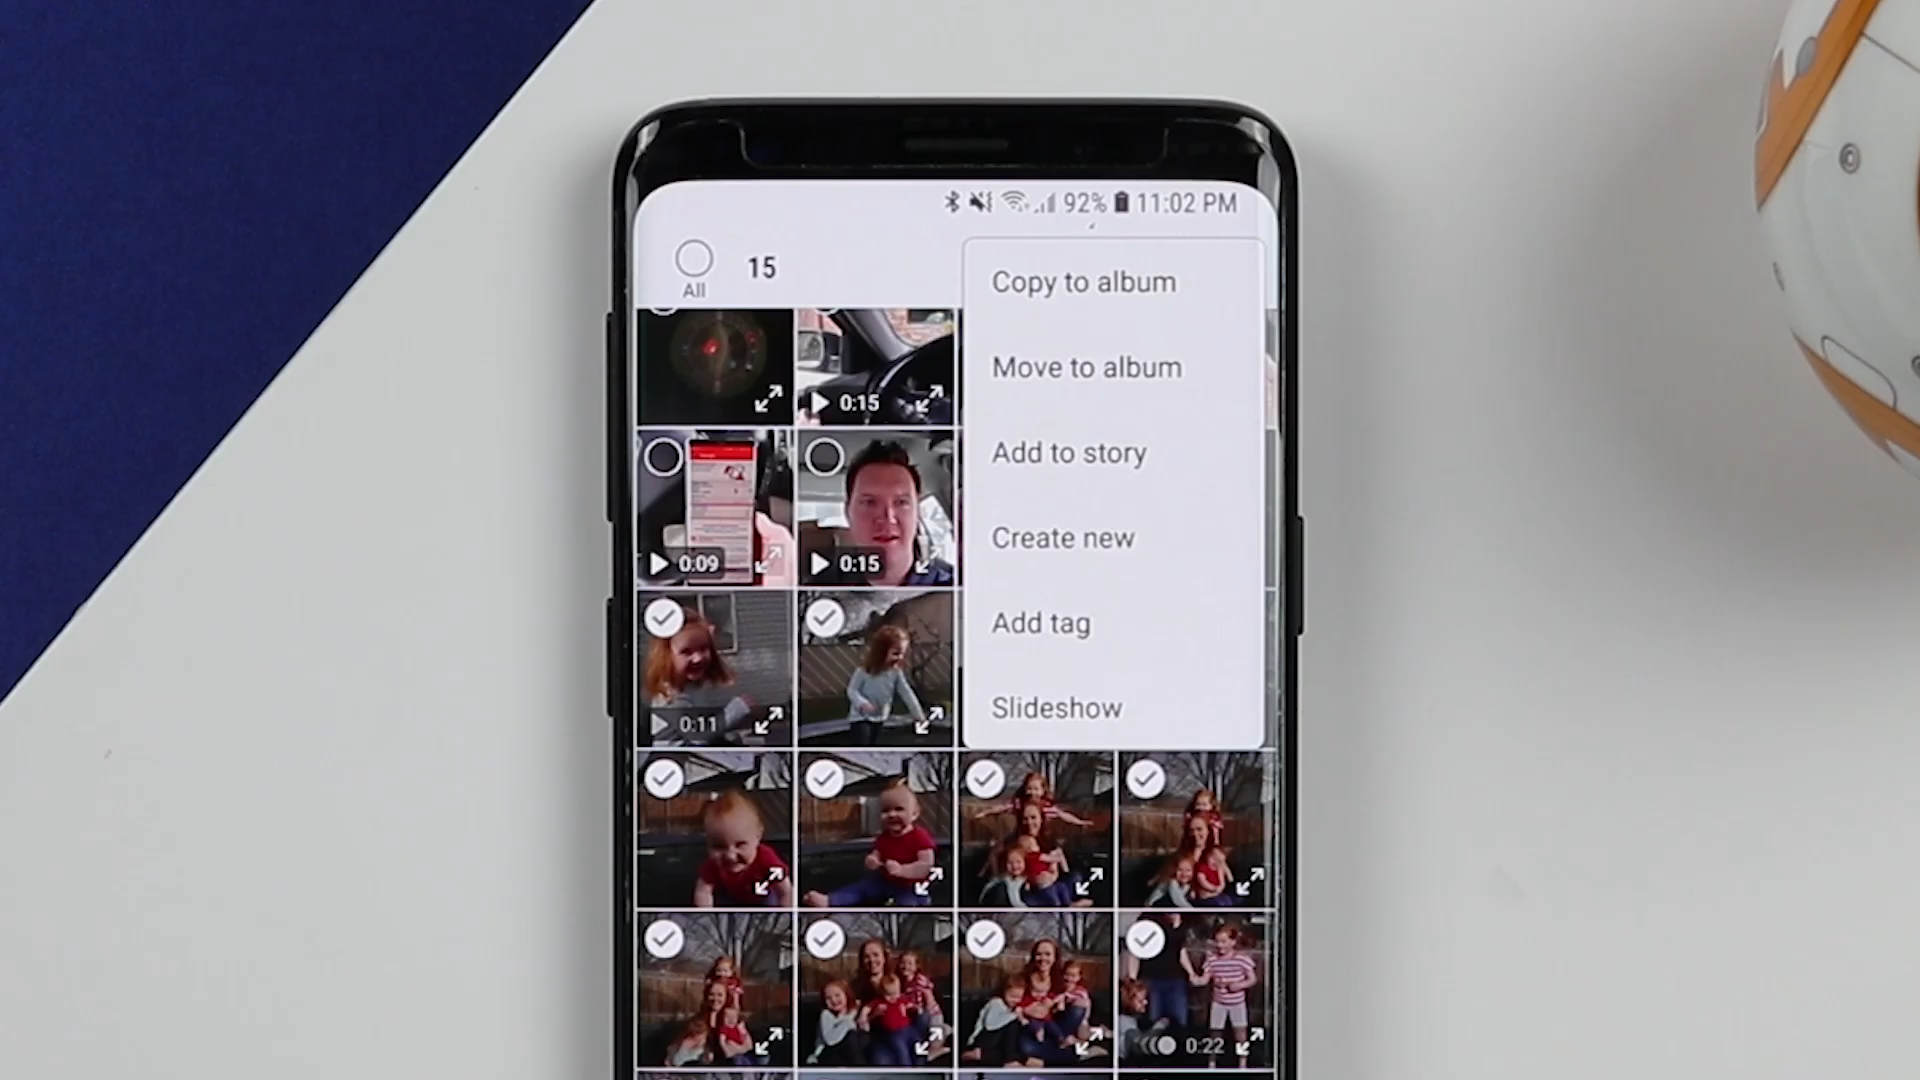 92% 11:02 PM
All
15
Copy to album
Move to album
Add to story
Create new
Add tag
Slideshow
0:15
0:09
0:15
0:11
0:22